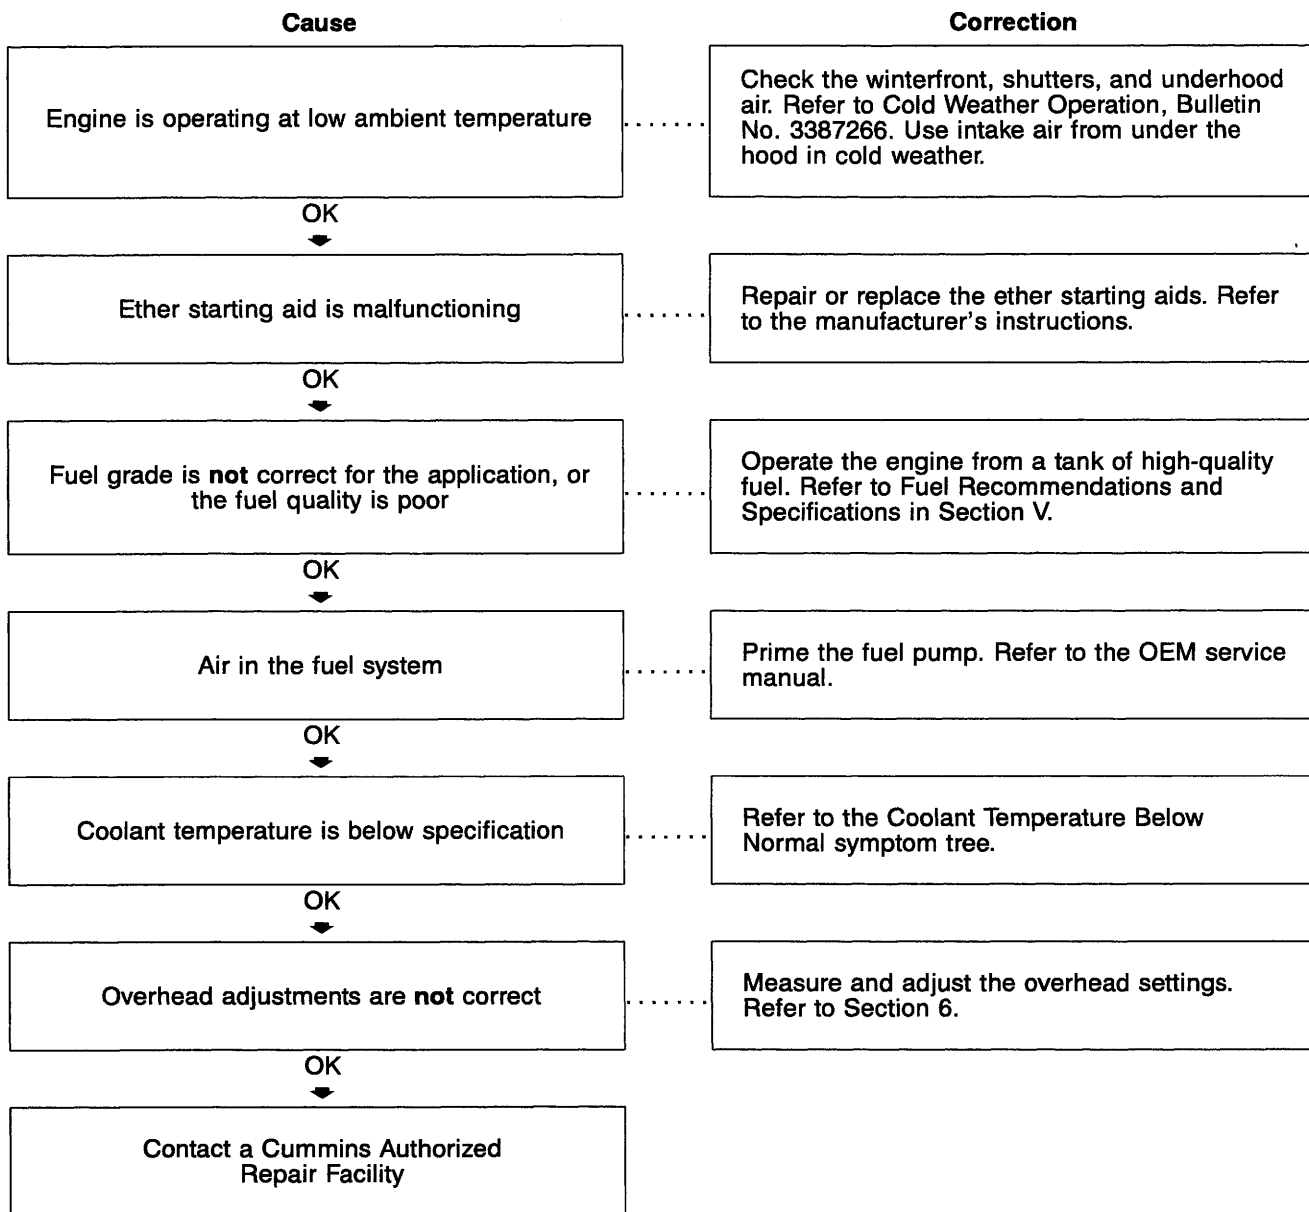 Cause
Correction
Engine is operating at low ambient temperature
Check the winterfront, shutters, and underhood
air. Refer to Cold Weather Operation, Bulletin
No. 3387266. Use intake air from under the
hood in cold weather.
OK
Ether starting aid is malfunctioning
Repair or replace the ether starting aids. Refer
to the manufacturer's instructions.
OK
Fuel grade is not correct for the application, or
the fuel quality is poor
Operate the engine from a tank of high-quality
fuel. Refer to Fuel Recommendations and
Specifications in Section V.
OK
Air in the fuel system
Prime the fuel pump. Refer to the OEM service
manual.
OK
Coolant temperature is below specification
Refer to the Coolant Temperature Below
Normal symptom tree.
OK
Overhead adjustments are not correct
Measure and adjust the overhead settings.
Refer to Section 6.
OK
Contact a Cummins Authorized
Repair Facility